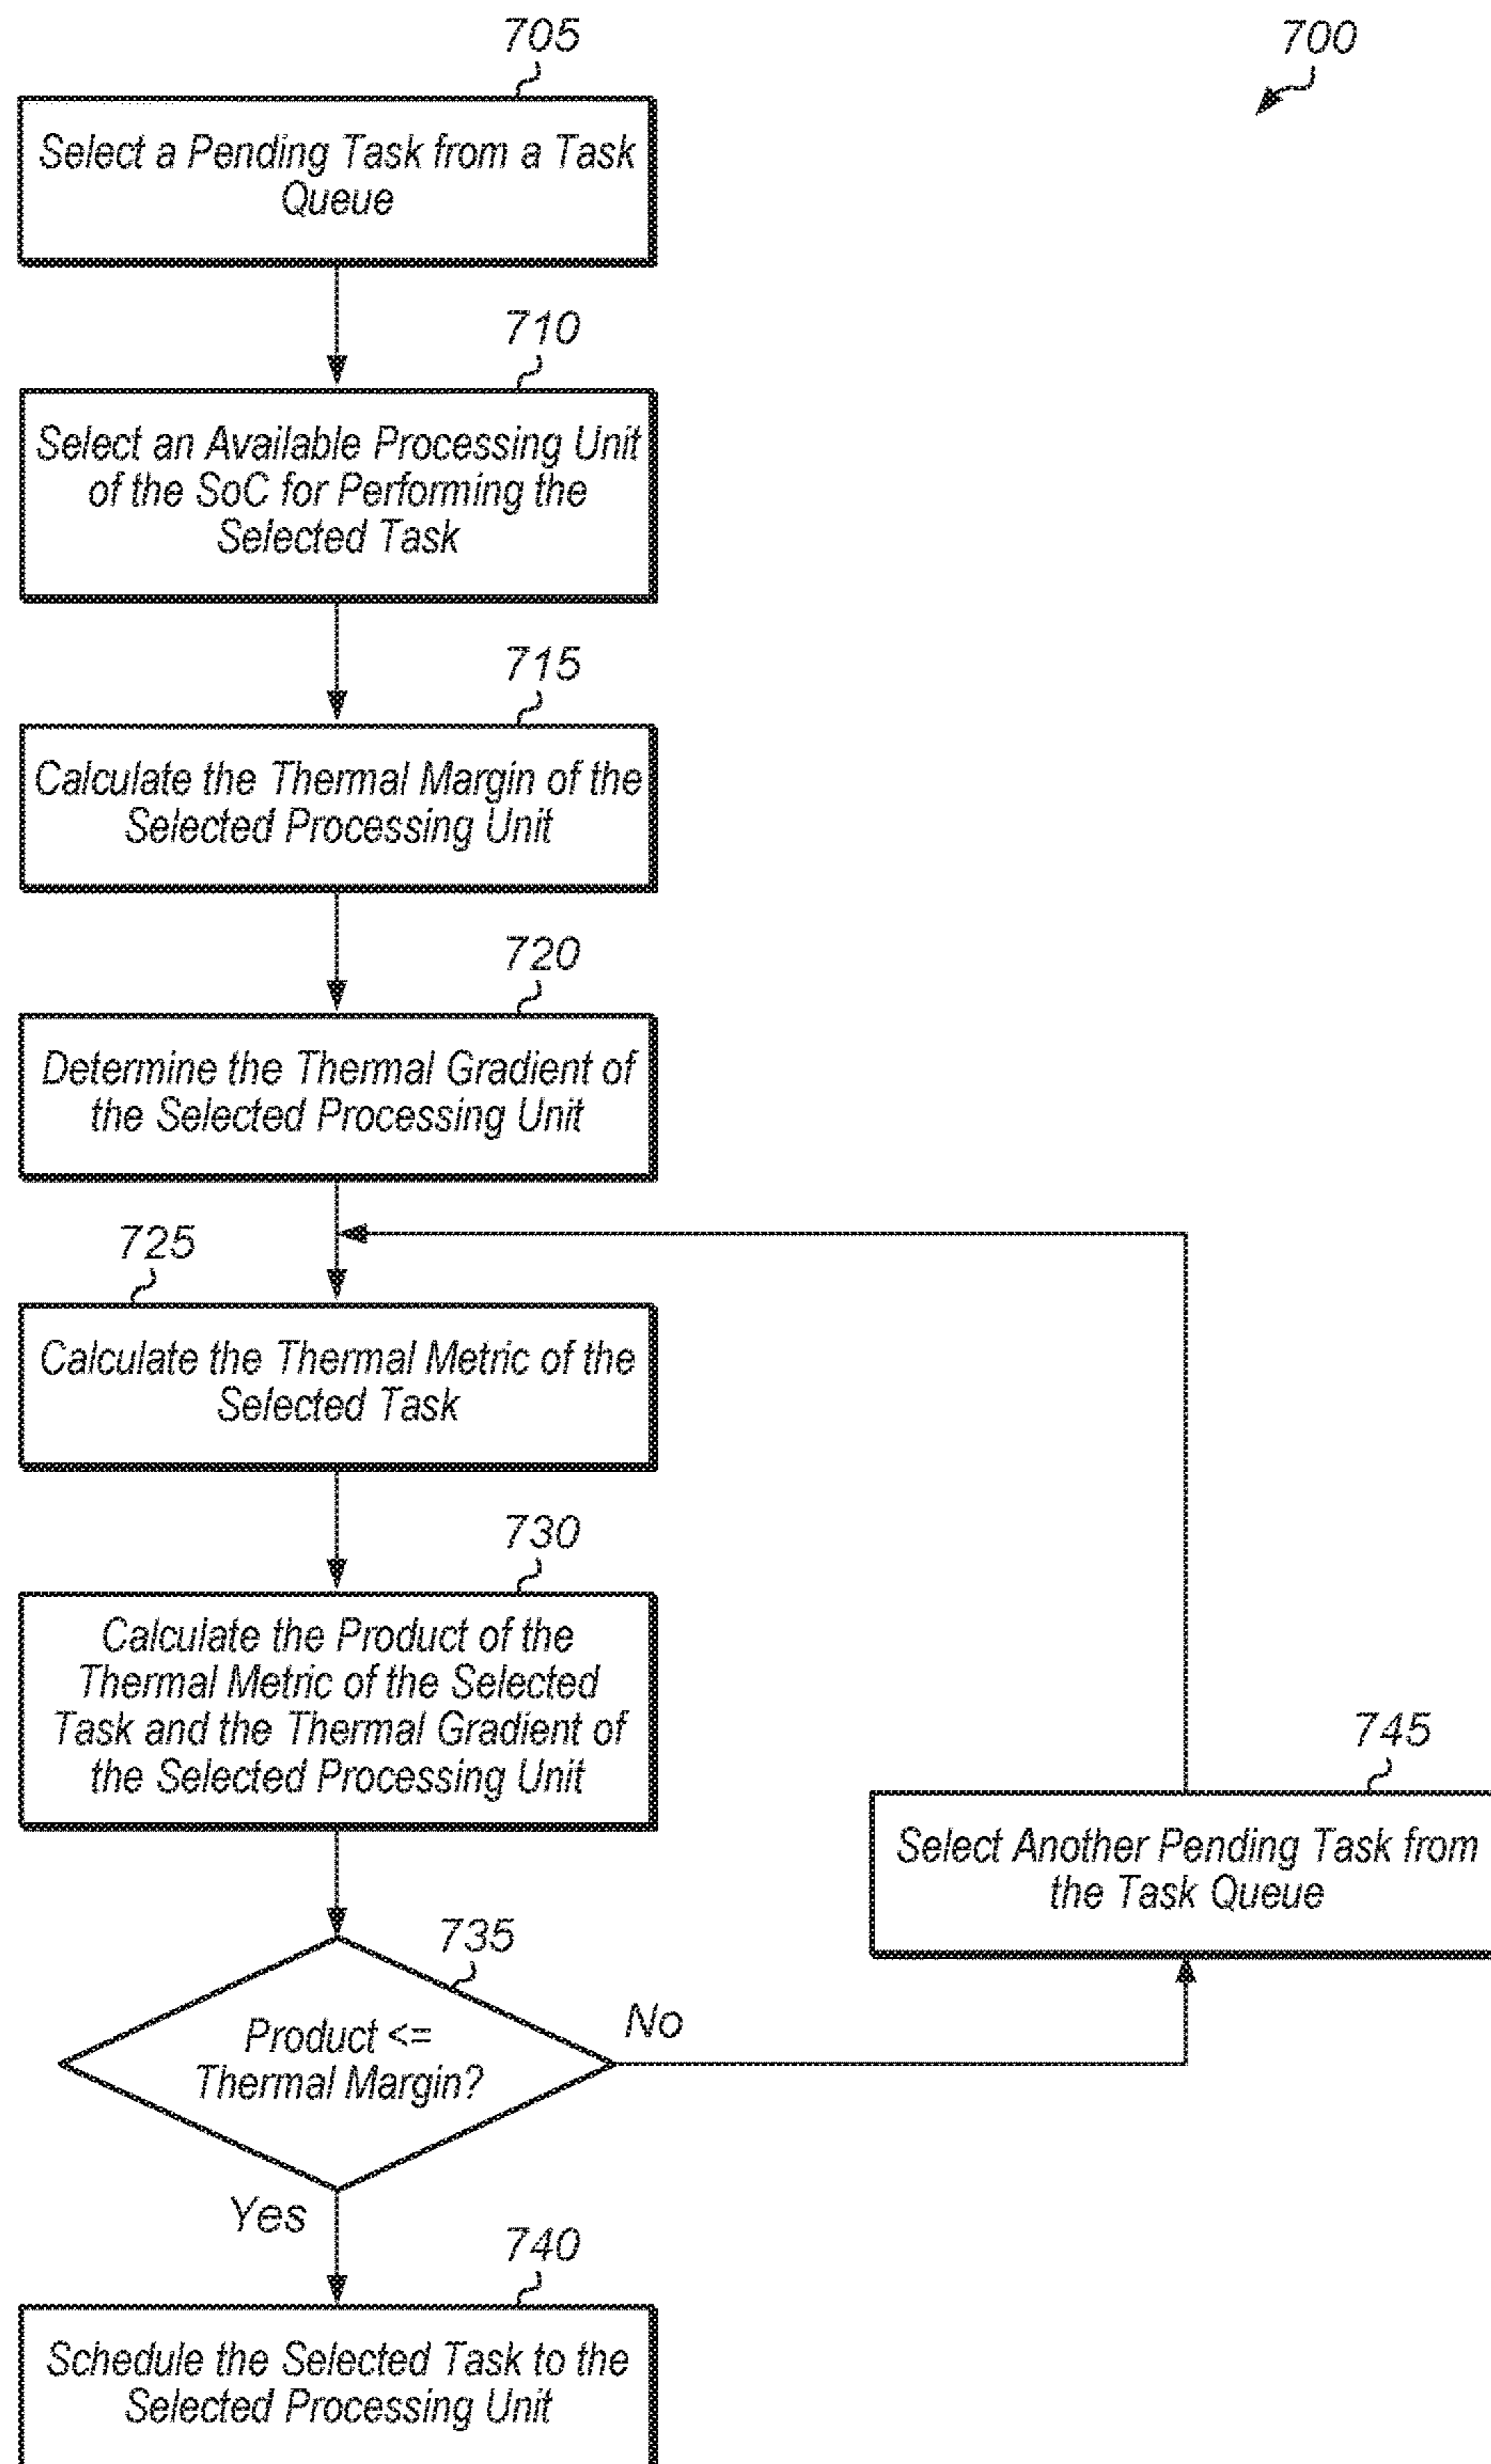 705
700
Select a Pending Task from a Task
Queue
710
Select an Available Processing Unit
of the SoC for Performing the
Selected Task
715
Calculate the Thermal Margin of the
Selected Processing Unit
720
Determine the Thermal Gradient of
the Selected Processing Unit
725
Calculate the Thermal Metric of the
Selected Task
730
Calculate the Product of the
Thermal Metric of the Selected
Task and the Thermal Gradient of
the Selected Processing Unit
745
Select Another Pending Task from
the Task Queue
735
No
Product <=
Thermal Margin?
Yes
740
Schedule the Selected Task to the
Selected Processing Unit